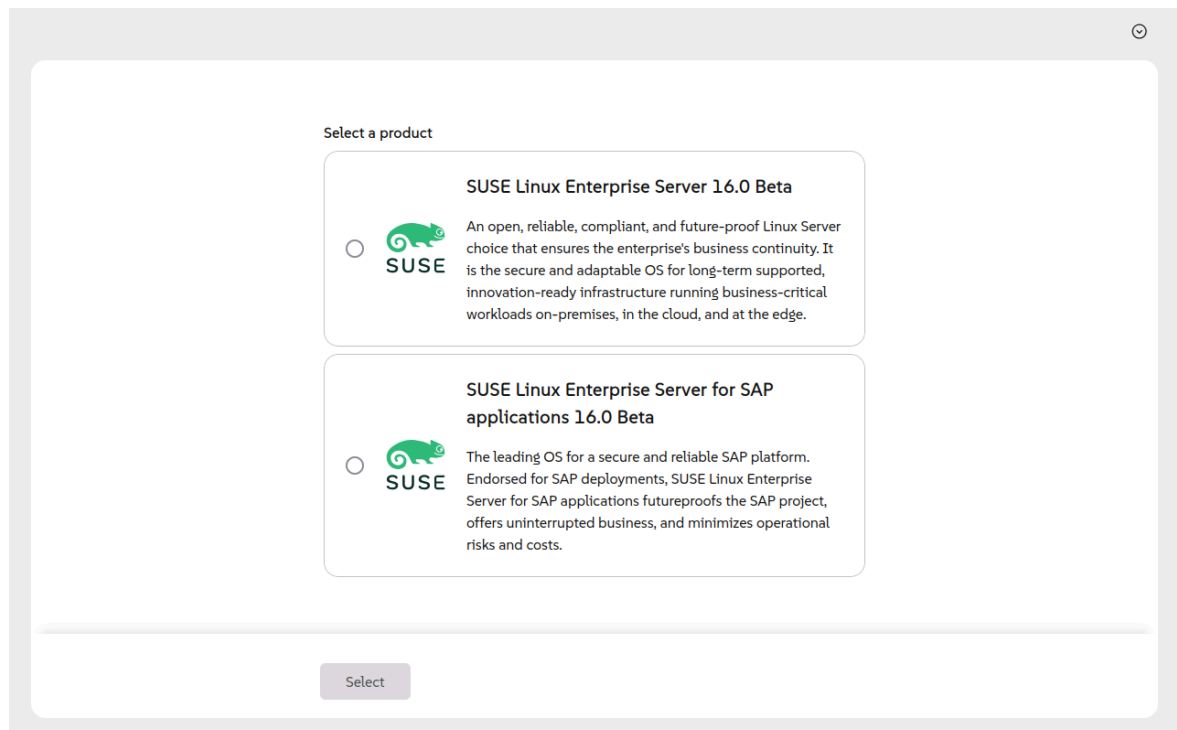 Select a product
SUSE Linux Enterprise Server 16.0 Beta
An open, reliable, compliant, and future-proof Linux Server
choice that ensures the enterprise's business continuity. It
is the secure and adaptable OS for long-term supported,
innovation-ready infrastructure running business-critical
workloads on-premises, in the cloud, and at the edge.
SUSE
SUSE Linux Enterprise Server for SAP
applications 16.0 Beta
The leading OS for a secure and reliable SAP platform.
Endorsed for SAP deployments, SUSE Linux Enterprise
Server for SAP applications futureproofs the SAP project,
offers uninterrupted business, and minimizes operational
risks and costs.
SUSE
Select